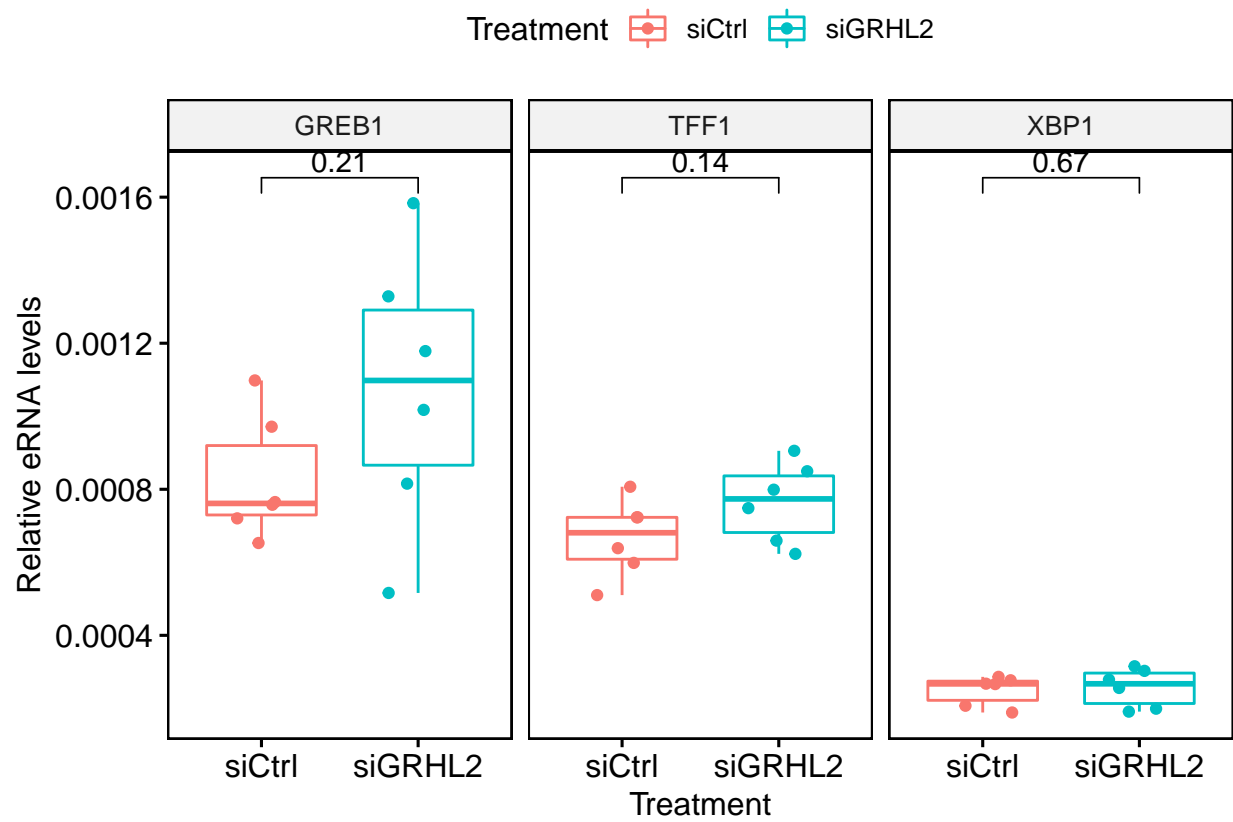 Treatment siCtrl siGRHL2
GREB1 TFF1 XBP1
0.21 0.14 0.67
0.0016
0.0012
0.0008
0.0004
Relative eRNA levels
siCtrl siGRHL2 siCtrl siGRHL2 siCtrl siGRHL2
Treatment